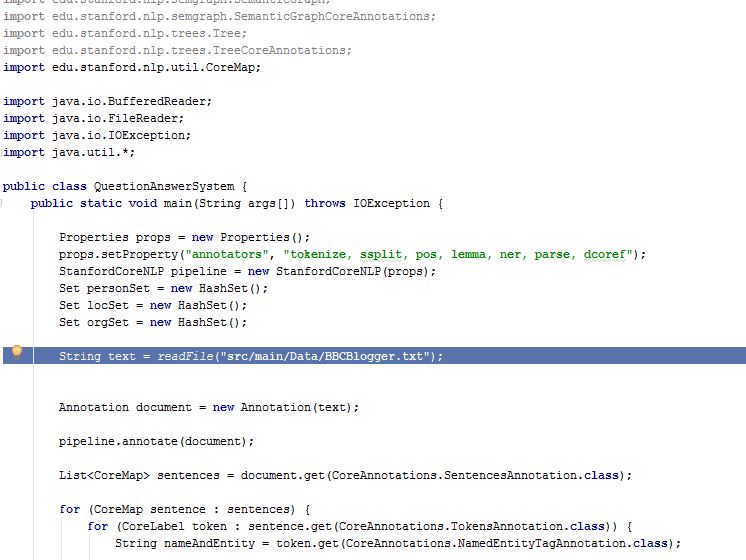 import edu.stanford.nlp.semgraph.SemanticGraph;
import edu.stanford.nlp.semgraph.SemanticGraphCoreAnnotations;
import edu.stanford.nlp.trees.Tree;
import edu.stanford.nlp.trees.TreeCoreAnnotations;
import edu.stanford.nlp.util.CoreMap;
import java.io.BufferedReader;
import java.io.FileReader;
import java.io.IOException;
import java.util.*;
public class QuestionAnswerSystem {
public static void main(String args[]) throws IOException {
Properties props = new Properties();
props.setProperty("annotators", "tokenize, ssplit, pos, lemma, ner, parse, dcoref");
StanfordCoreNLP pipeline = new StanfordCoreNLP(props);
Set personSet = new HashSet();
Set locSet = new HashSet();
Set orgSet = new HashSet();
String text = readFile("src/main/Data/BBCBlogger.txt");
Annotation document = new Annotation(text);
pipeline.annotate(document);
List<CoreMap> sentences = document.get(CoreAnnotations.SentencesAnnotation.class);
for (CoreMap sentence : sentences) {
for (CoreLabel token : sentence.get(CoreAnnotations.TokensAnnotation.class)) {
String nameAndEntity = token.get(CoreAnnotations.NamedEntityTagAnnotation.class);